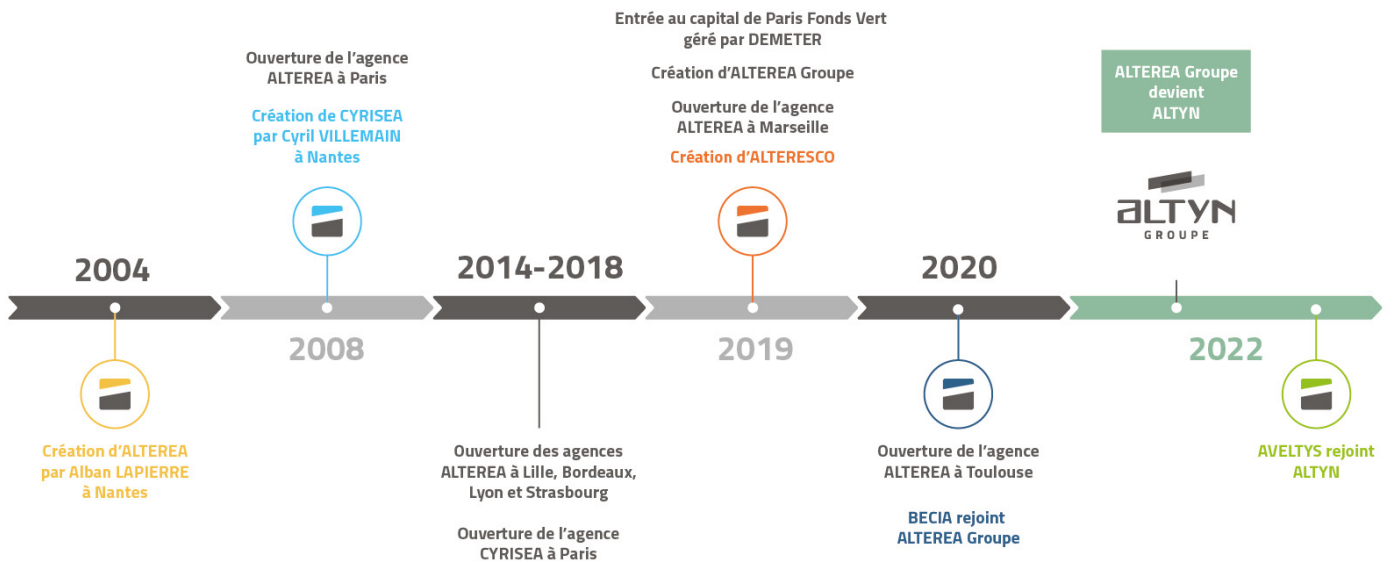 2004
Création d’ALTEREA
par Alban LAPIERRE
à Nantes
Ouverture de l’agence
ALTEREA à Paris
Création de CYRISEA
par Cyril VILLEMAIN
à Nantes
2008
2014-2018
Ouverture des agences
ALTEREA à Lille, Bordeaux,
Lyon et Strasbourg
Ouverture de l’agence
CYRISEA à Paris
Entrée au capital de Paris Fonds Vert
géré par DEMETER
Création d’ALTEREA Groupe
Ouverture de l’agence
ALTEREA à Marseille
Création d’ALTERESCO
2019
2020
Ouverture de l’agence
ALTEREA à Toulouse
BECIA rejoint
ALTEREA Groupe
ALTEREA Groupe
devient
ALTYN
ALTYN
GROUPE
2022
AVELTYS rejoint
ALTYN